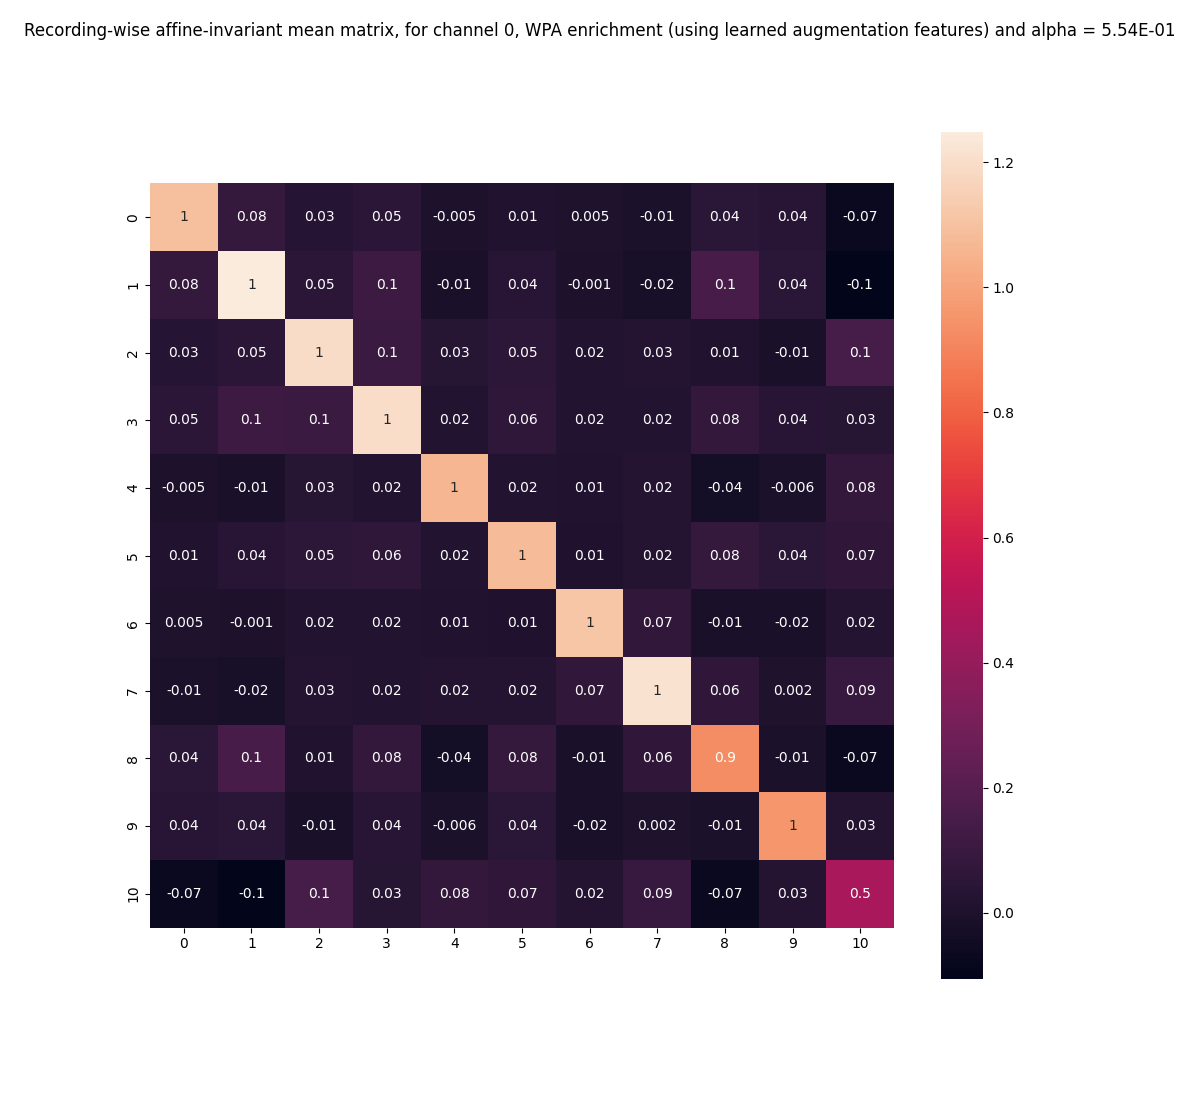 Recording-wise affine-invariant mean matrix, for channel 0, WPA enrichment (using learned augmentation features) and alpha = 5.54E-01
0 1 0.08 0.03 0.05 -0.005 0.01 0.005 -0.01 0.04 0.04 -0.07
1 0.08 1 0.05 0.1 -0.01 0.04 -0.001 -0.02 0.1 0.04 -0.1
2 0.03 0.05 1 0.1 0.03 0.05 0.02 0.03 0.01 -0.01 0.1
3 0.05 0.1 0.1 1 0.02 0.06 0.02 0.02 0.08 0.04 0.03
4 -0.005 -0.01 0.03 0.02 1 0.02 0.01 0.02 -0.04 -0.006 0.08
5 0.01 0.04 0.05 0.06 0.02 1 0.01 0.02 0.08 0.04 0.07
6 0.005 -0.001 0.02 0.02 0.01 0.01 1 0.07 -0.01 -0.02 0.02
7 -0.01 -0.02 0.03 0.02 0.02 0.02 0.07 1 0.06 0.002 0.09
8 0.04 0.1 0.01 0.08 -0.04 0.08 -0.01 0.06 0.9 -0.01 -0.07
9 0.04 0.04 -0.01 0.04 -0.006 0.04 -0.02 0.002 -0.01 1 0.03
10 -0.07 -0.1 0.1 0.03 0.08 0.07 0.02 0.09 -0.07 0.03 0.5
0 1 2 3 4 5 6 7 8 9 10
1.2
1.0
0.8
0.6
0.4
0.2
0.0